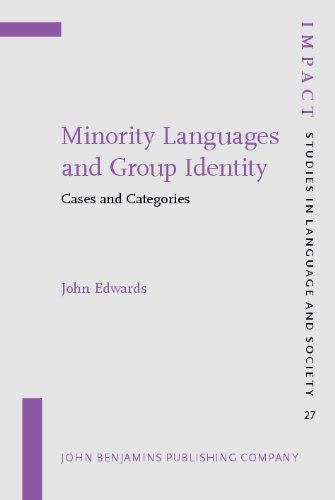 Minority Languages
and Group Identity
Cases and Categories
John Edwards
JOHN BENJAMINS PUBLISHING COMPANY
IMPACT STUDIES IN LANGUAGE AND SOCIETY
27